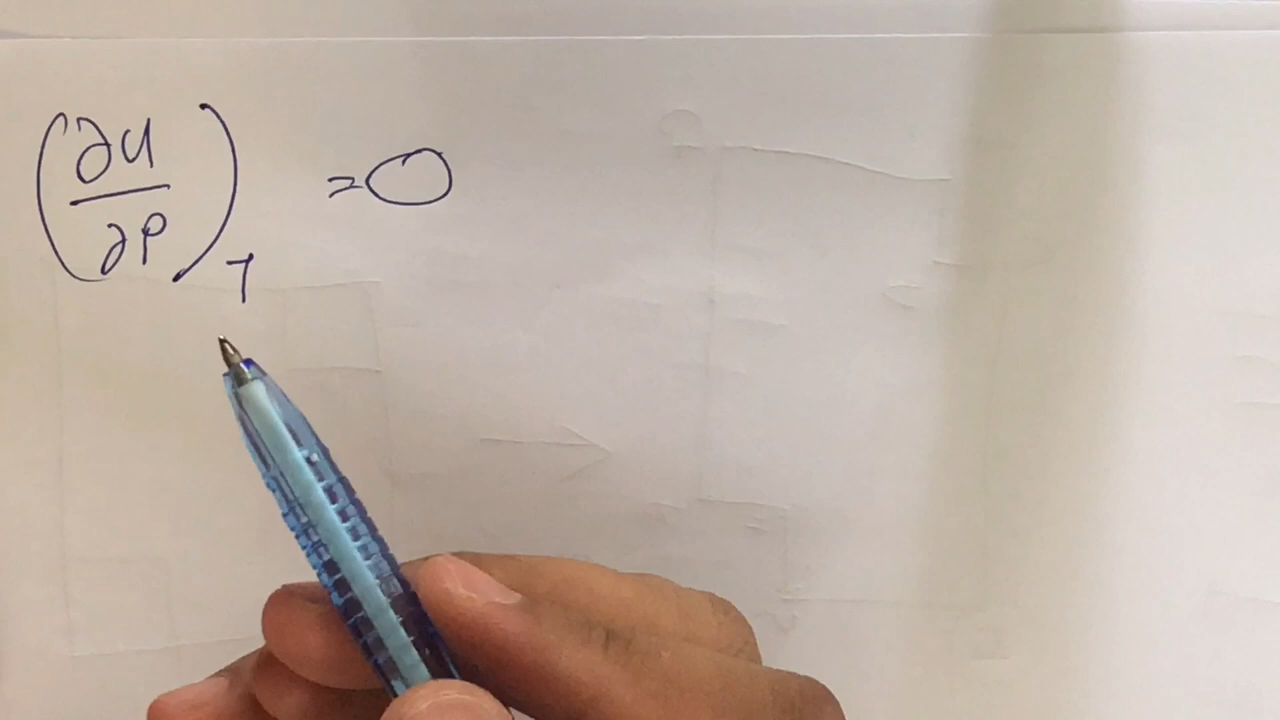 (∂U/∂P)_T = 0